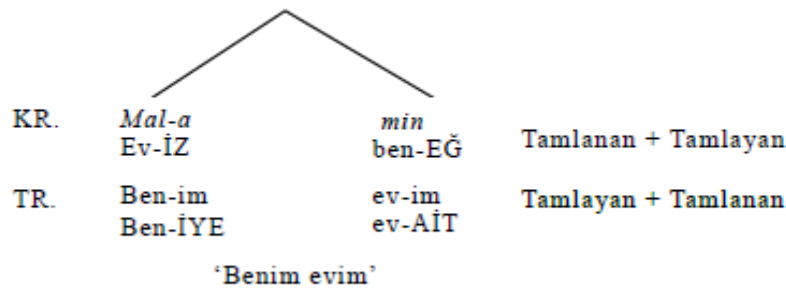 KR. Mal-a min
Ev-İZ ben-EĞ Tamlanan + Tamlayan
TR. Ben-im ev-im Tamlayan + Tamlanan
Ben-İYE ev-AİT
‘Benim evim’